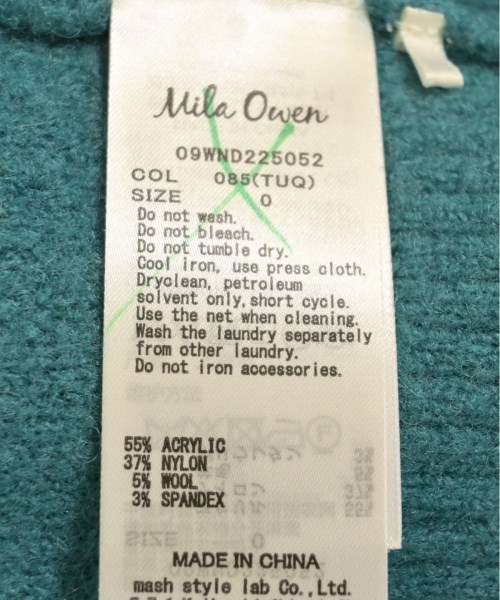 Mila Owen
09WND225052
COL 085(TUQ)
SIZE 0
Do not wash.
Do not bleach.
Do not tumble dry.
Cool iron, use press cloth.
Dryclean, petroleum
solvent only,short cycle.
Use the net when cleaning.
Wash the laundry separately
from other laundry.
Do not iron accessories.
55% ACRYLIC
37% NYLON
5% WOOL
3% SPANDEX
MADE IN CHINA
mash style lab Co.,Ltd.